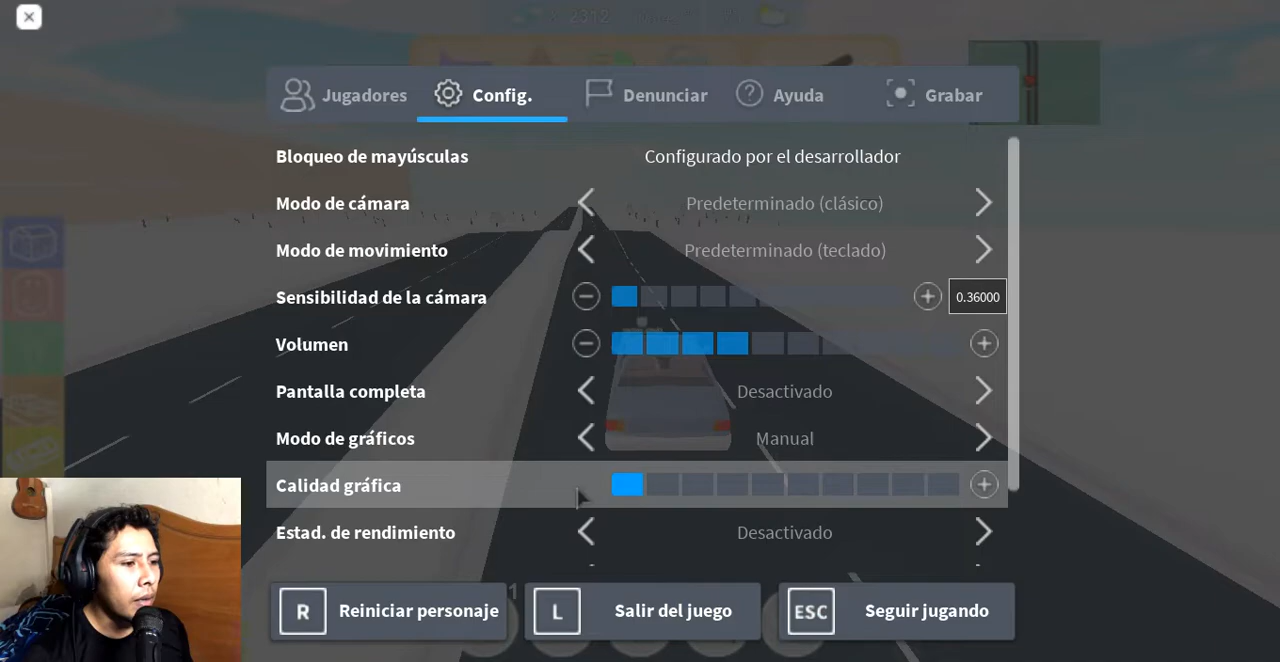 2312
Jugadores
Config.
Denunciar
Ayuda
Grabar
Bloqueo de mayúsculas
Configurado por el desarrollador
Modo de cámara
Predeterminado (clásico)
Modo de movimiento
Predeterminado (teclado)
Sensibilidad de la cámara
0.36000
Volumen
Pantalla completa
Desactivado
Modo de gráficos
Manual
Calidad gráfica
Estad. de rendimiento
Desactivado
R
Reiniciar personaje
L
Salir del juego
ESC
Seguir jugando